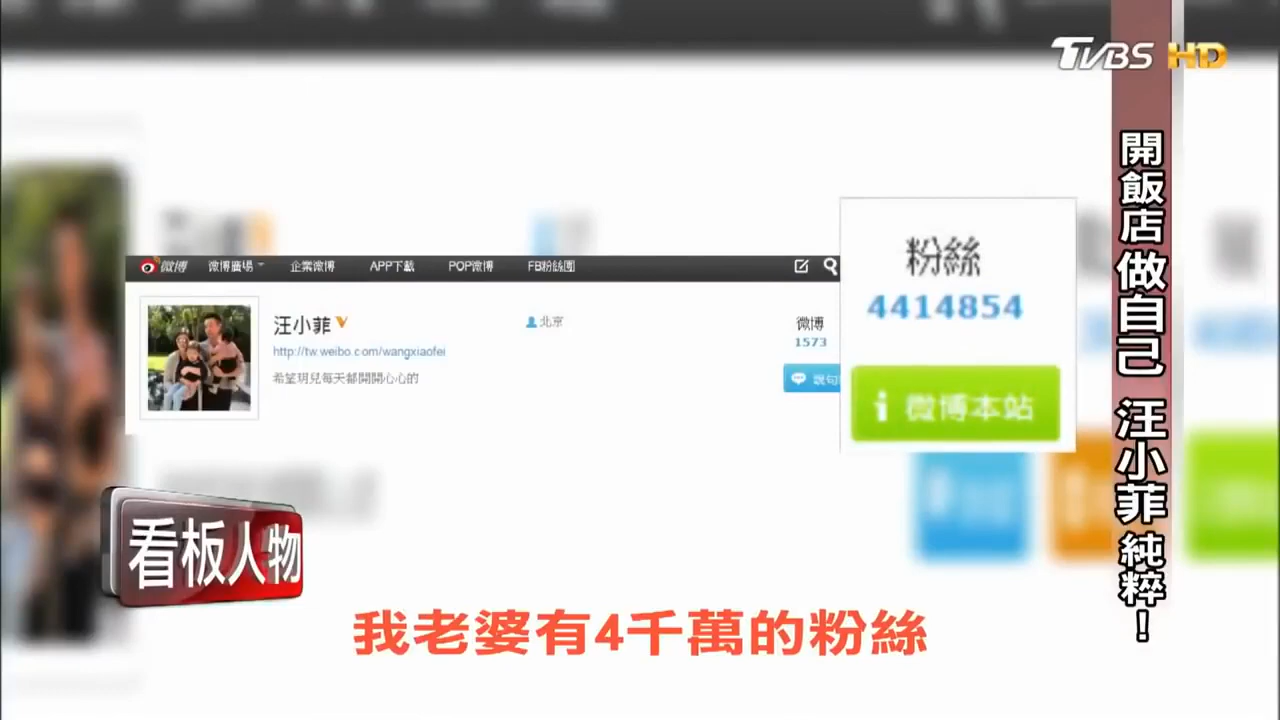 TVBS HD
開飯店做自己 汪小菲純粹！
微博 微博廣場 企業微博 APP下載 POP微博 FB粉絲團
汪小菲 V
北京
微博
1573
http://tw.weibo.com/wangxiaofei
希望玥兒每天都開開心心的
說句
粉絲
4414854
微博本站
看板人物
我老婆有4千萬的粉絲